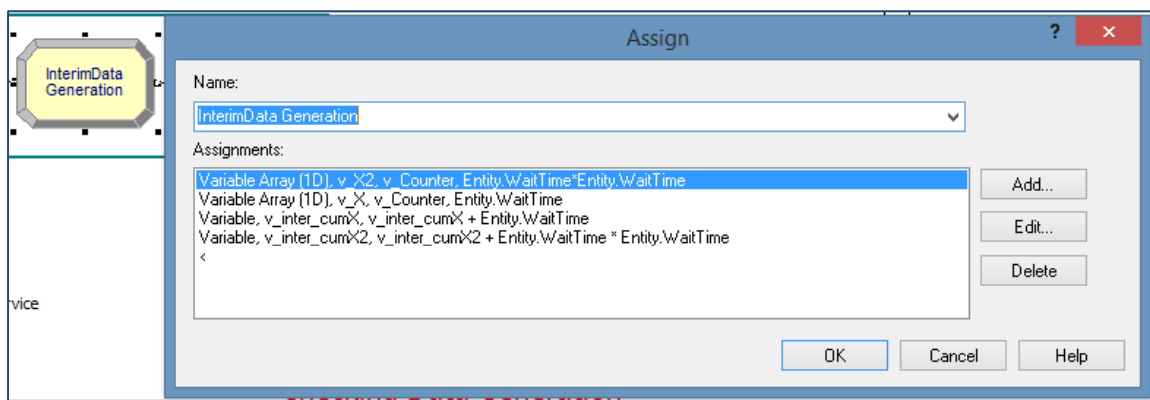 Assign
?
InterimData
Generation
Name:
InterimData Generation
Assignments:
Variable Array (1D), v_X2, v_Counter, Entity.WaitTime*Entity.WaitTime
Variable Array (1D), v_X, v_Counter, Entity.WaitTime
Variable, v_inter_cumX, v_inter_cumX + Entity.WaitTime
Variable, v_inter_cumX2, v_inter_cumX2 + Entity.WaitTime * Entity.WaitTime
<
Add...
Edit...
Delete
vice
OK
Cancel
Help